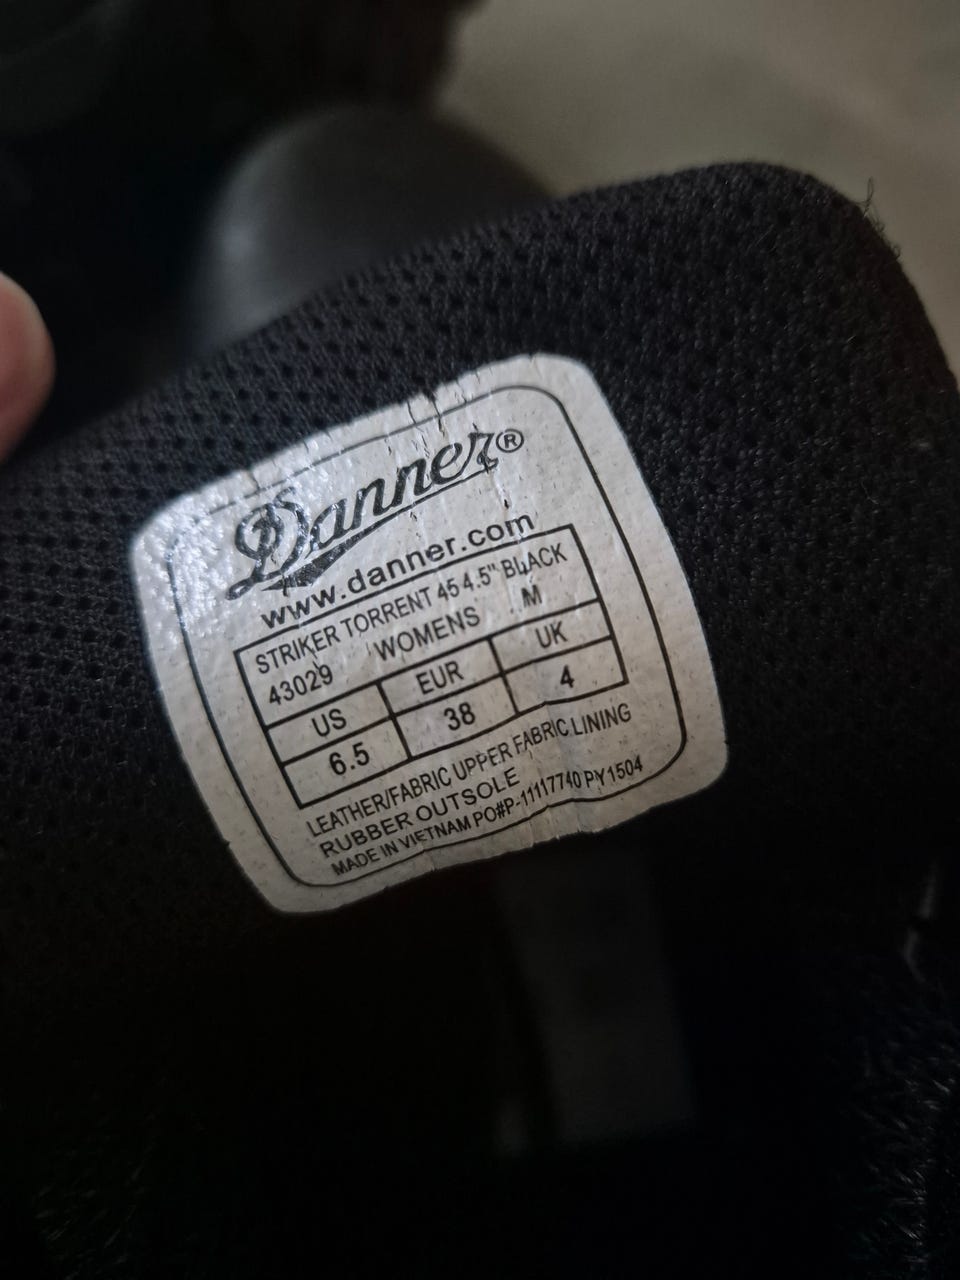 Danner®
www.danner.com
STRIKER TORRENT 45 4.5" BLACK
43029 WOMENS M
US EUR UK
6.5 38 4
LEATHER/FABRIC UPPER FABRIC LINING
RUBBER OUTSOLE
MADE IN VIETNAM PO#P-11117740 PY1504